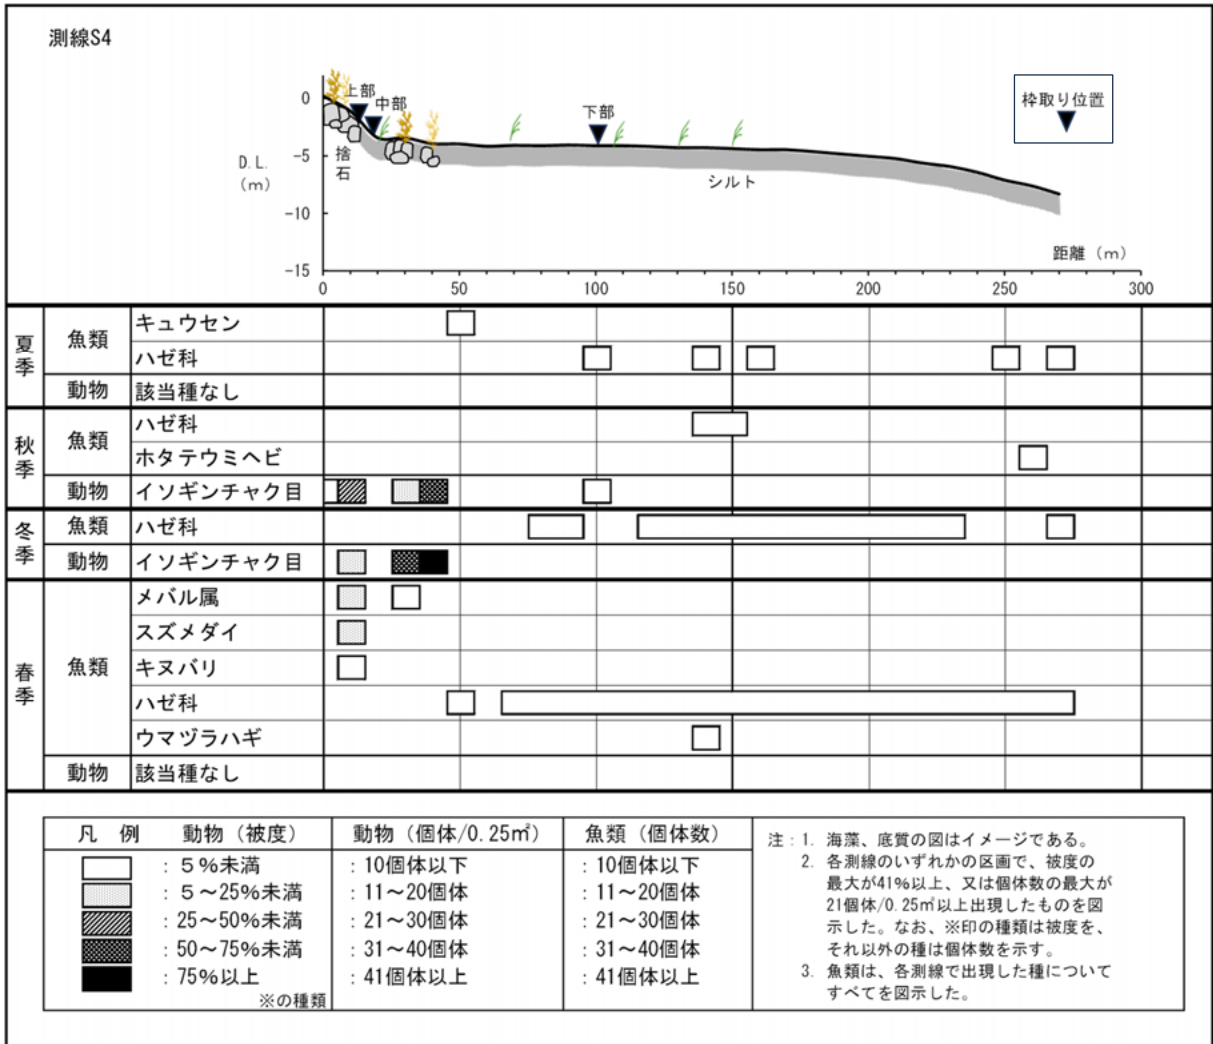 測線S4
上部
中部
下部
枠取り位置
捨石
シルト
D.L.
(m)
0
-5
-10
-15
距離 (m)
0 50 100 150 200 250 300
夏季 魚類 キュウセン
ハゼ科
動物 該当種なし
秋季 魚類 ハゼ科
ホタテウミヘビ
動物 イソギンチャク目
冬季 魚類 ハゼ科
動物 イソギンチャク目
春季 魚類 メバル属
スズメダイ
キヌバリ
ハゼ科
ウマヅラハギ
動物 該当種なし
凡 例 動物(被度) 動物(個体/0.25㎡) 魚類(個体数)
:5%未満 :10個体以下 :10個体以下
:5~25%未満 :11~20個体 :11~20個体
:25~50%未満 :21~30個体 :21~30個体
:50~75%未満 :31~40個体 :31~40個体
:75%以上 :41個体以上 :41個体以上
※の種類
注:1. 海藻、底質の図はイメージである。
2. 各測線のいずれかの区画で、被度の
最大が41%以上、又は個体数の最大が
21個体/0.25㎡以上出現したものを図
示した。なお、※印の種類は被度を、
それ以外の種は個体数を示す。
3. 魚類は、各測線で出現した種について
すべてを図示した。